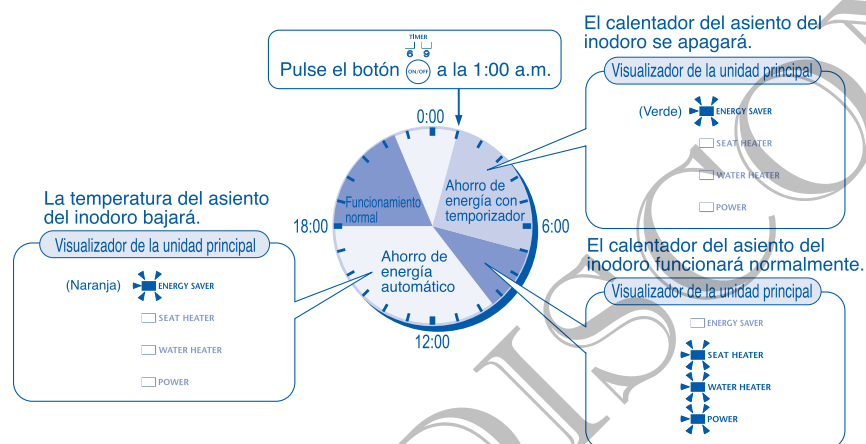 TÍMER
6 9
Pulse el botón ON/OFF a la 1:00 a.m.
El calentador del asiento del
inodoro se apagará.
Visualizador de la unidad principal
(Verde) ENERGY SAVER
SEAT HEATER
WATER HEATER
POWER
0:00
6:00
12:00
18:00
Ahorro de
energía con
temporizador
Funcionamiento
normal
Ahorro de
energía
automático
La temperatura del asiento
del inodoro bajará.
Visualizador de la unidad principal
(Naranja) ENERGY SAVER
SEAT HEATER
WATER HEATER
POWER
El calentador del asiento del
inodoro funcionará normalmente.
Visualizador de la unidad principal
ENERGY SAVER
SEAT HEATER
WATER HEATER
POWER